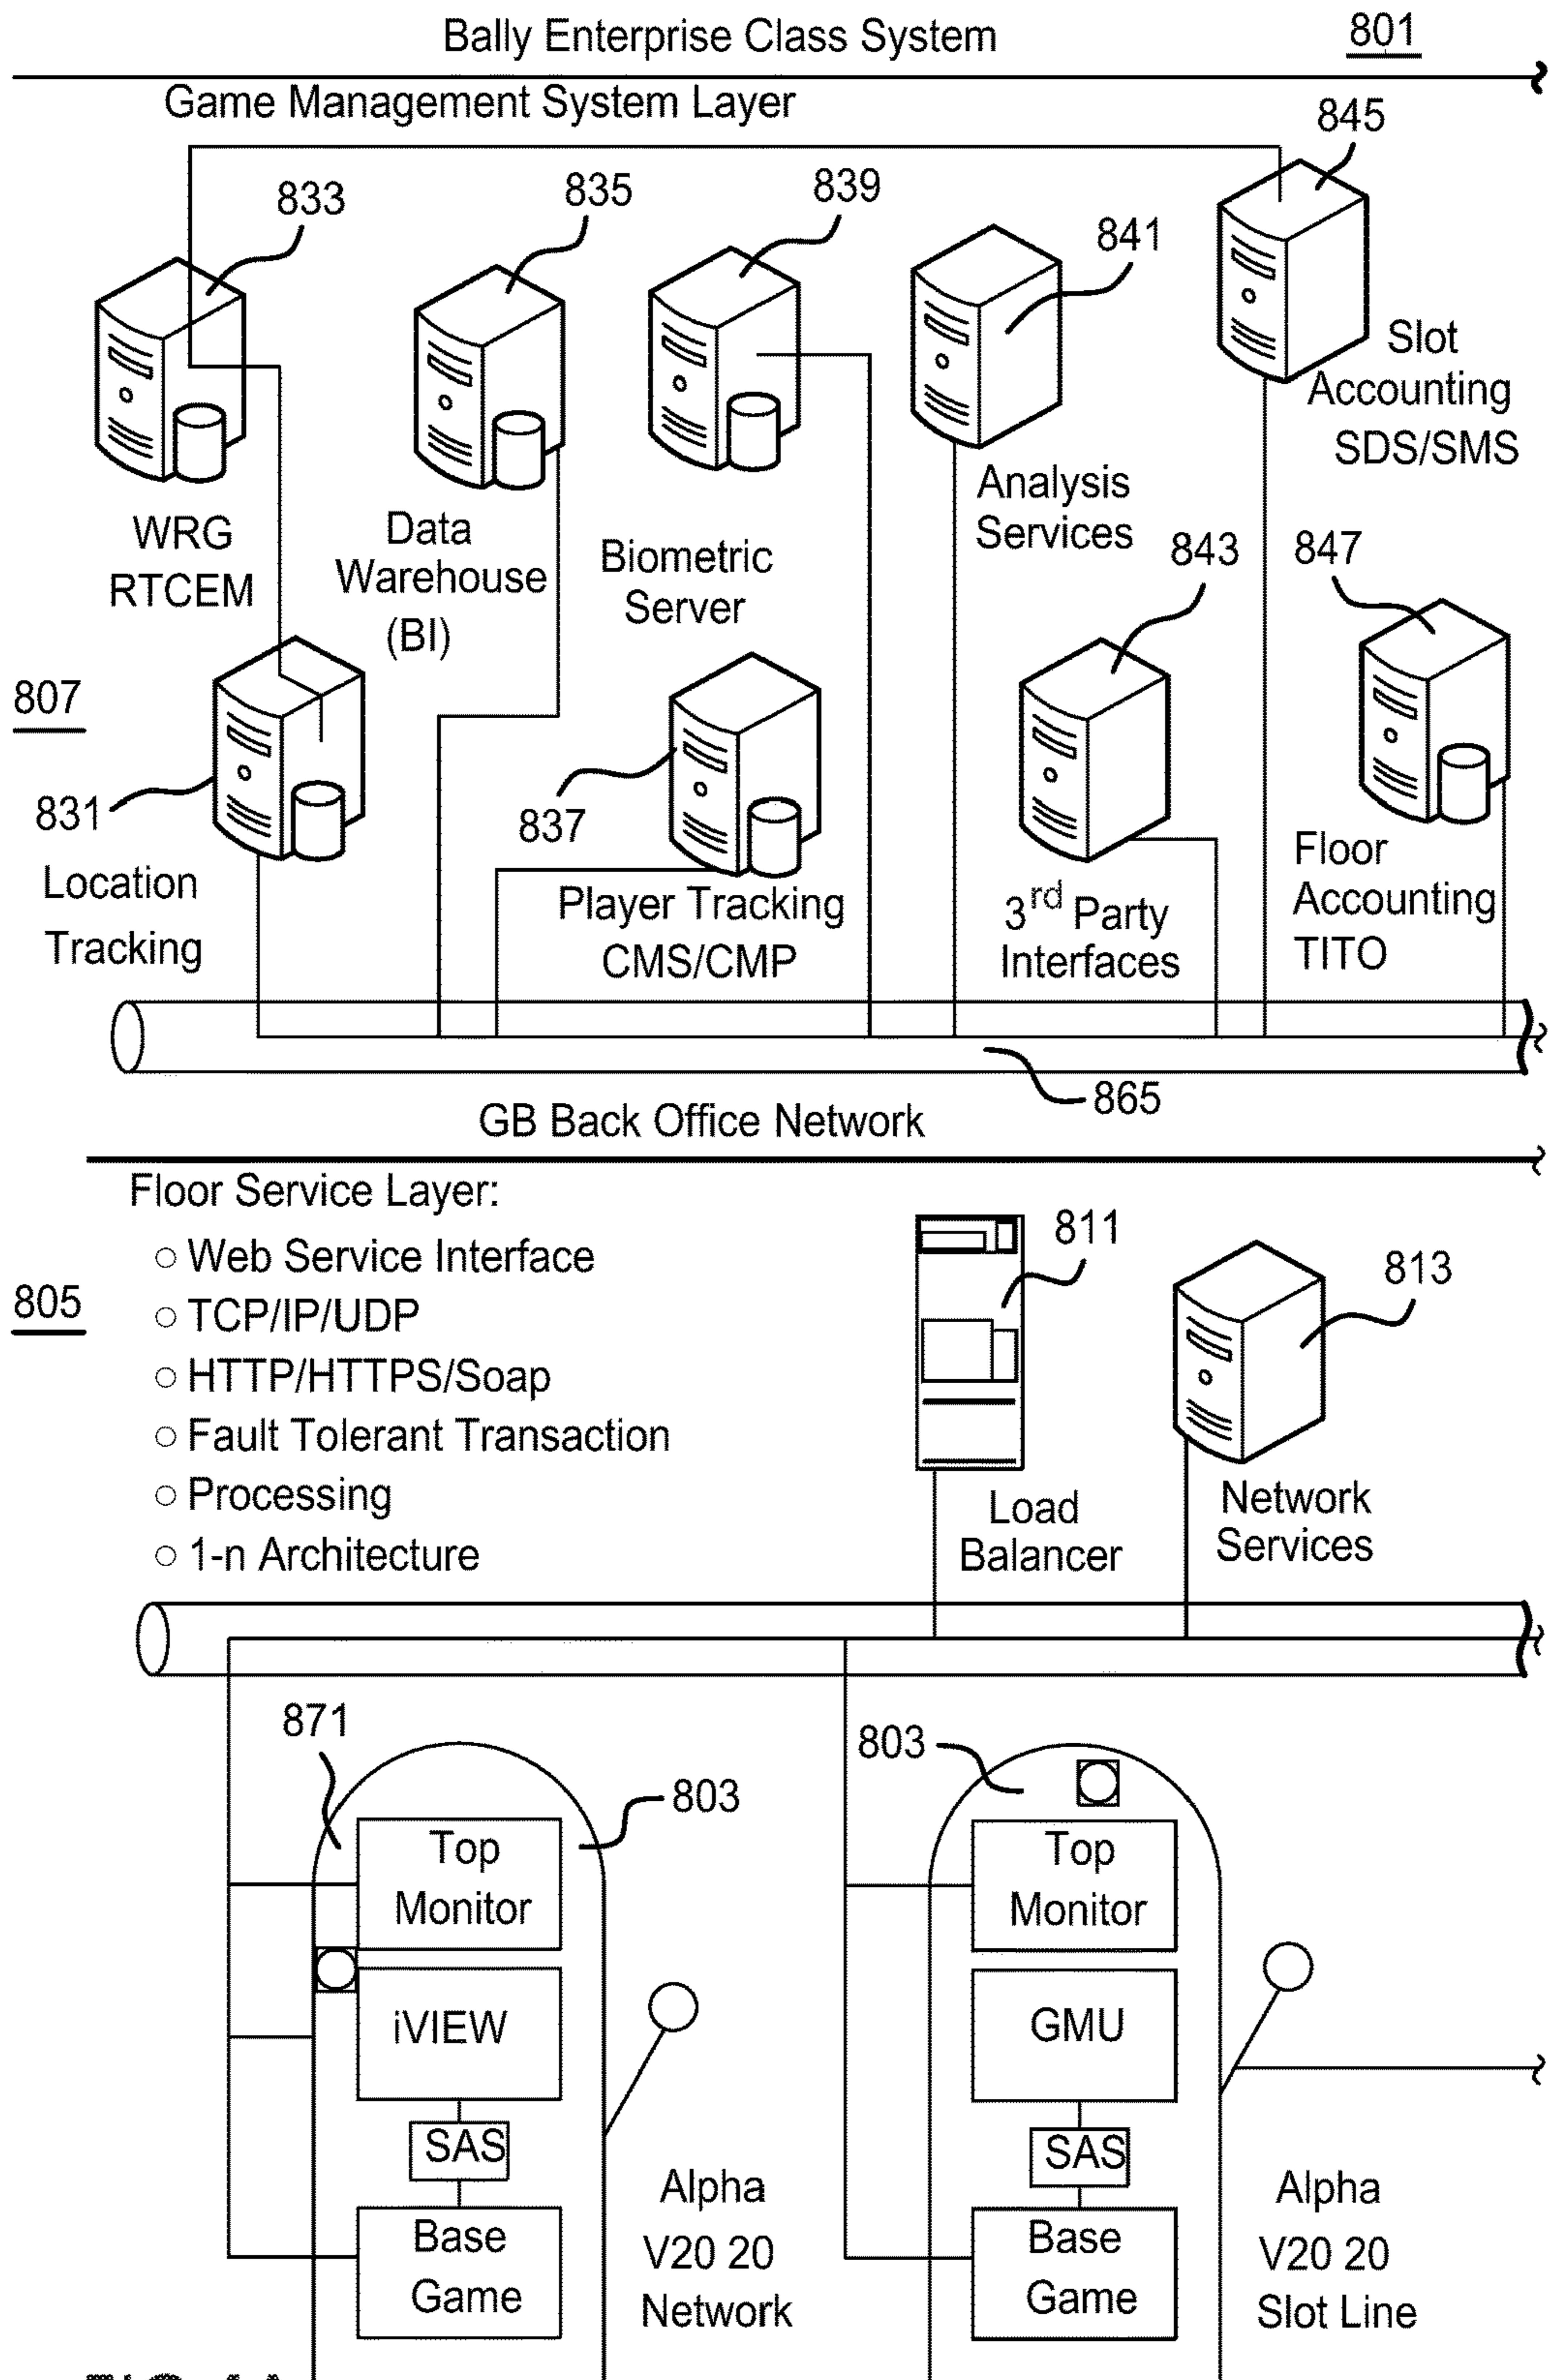 Bally Enterprise Class System
801
Game Management System Layer
845
833
835
839
841
Slot
Accounting
SDS/SMS
WRG
RTCEM
Data
Warehouse
(BI)
Biometric
Server
Analysis
Services
843
847
807
831
837
Location
Tracking
Player Tracking
CMS/CMP
3rd Party
Interfaces
Floor
Accounting
TITO
865
GB Back Office Network
Floor Service Layer:
○ Web Service Interface
○ TCP/IP/UDP
○ HTTP/HTTPS/Soap
○ Fault Tolerant Transaction
○ Processing
○ 1-n Architecture
805
811
813
Load
Balancer
Network
Services
871
803
Top
Monitor
iVIEW
SAS
Base
Game
Alpha
V20 20
Network
803
Top
Monitor
GMU
SAS
Base
Game
Alpha
V20 20
Slot Line